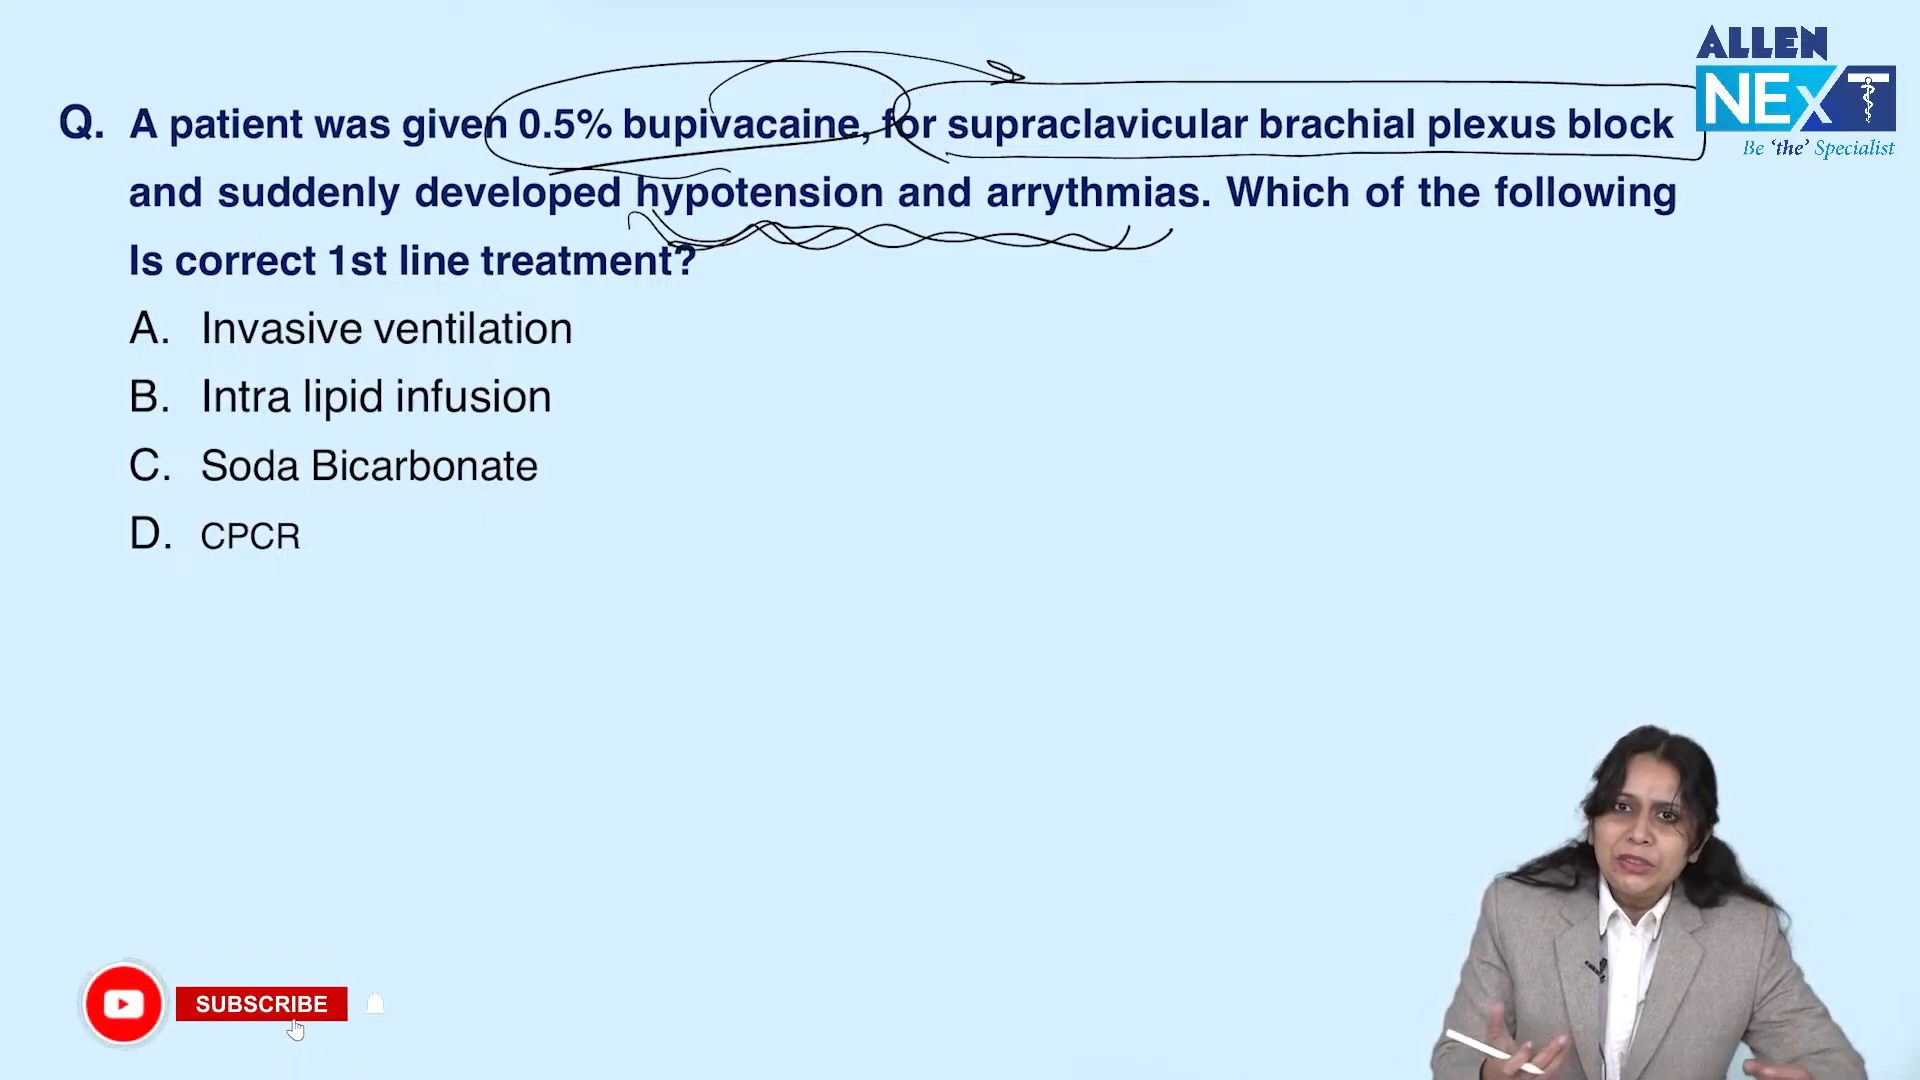 ALLEN
NEXT
Be 'the' Specialist
Q. A patient was given 0.5% bupivacaine, for supraclavicular brachial plexus block
and suddenly developed hypotension and arrythmias. Which of the following
Is correct 1st line treatment?
A. Invasive ventilation
B. Intra lipid infusion
C. Soda Bicarbonate
D. CPCR
SUBSCRIBE